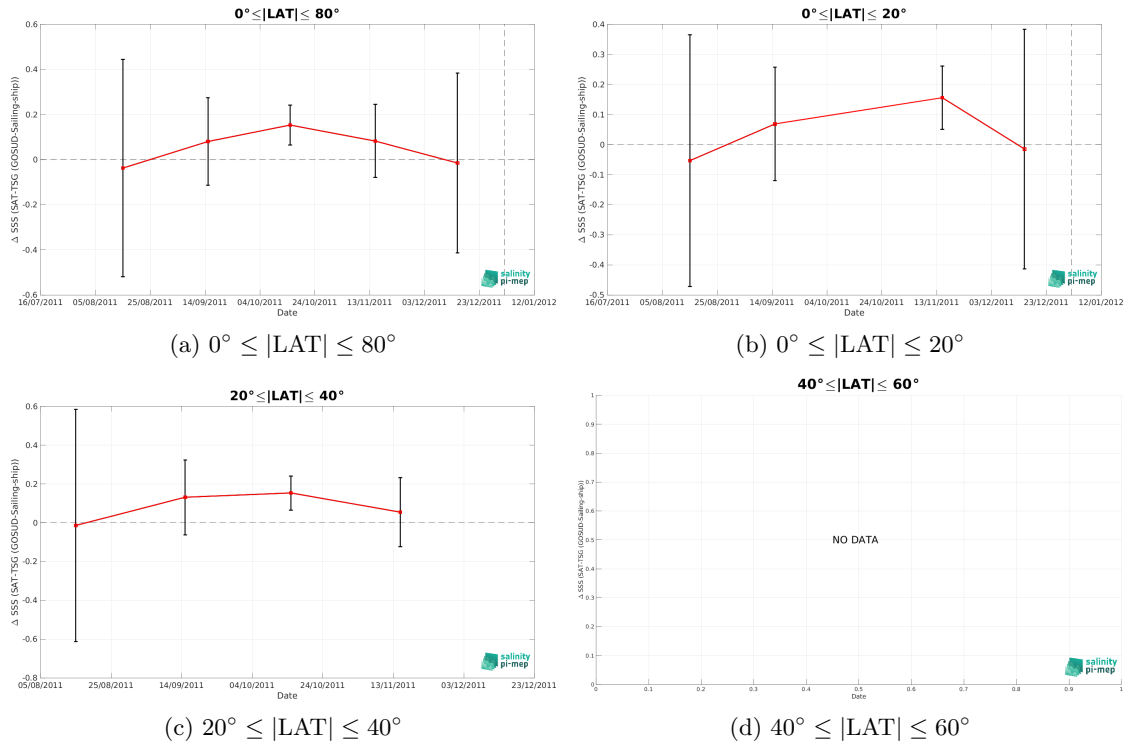 0°≤|LAT|≤ 80°
0.6
0.4
0.2
0
-0.2
-0.4
-0.6
Δ SSS (SAT-TSG (GOSUD-Sailing-ship))
16/07/2011 05/08/2011 25/08/2011 14/09/2011 04/10/2011 24/10/2011 13/11/2011 03/12/2011 23/12/2011 12/01/2012
Date
salinity
pi-mep
(a) 0° ≤ |LAT| ≤ 80°
0°≤|LAT|≤ 20°
0.4
0.3
0.2
0.1
0
-0.1
-0.2
-0.3
-0.4
-0.5
Δ SSS (SAT-TSG (GOSUD-Sailing-ship))
16/07/2011 05/08/2011 25/08/2011 14/09/2011 04/10/2011 24/10/2011 13/11/2011 03/12/2011 23/12/2011 12/01/2012
Date
salinity
pi-mep
(b) 0° ≤ |LAT| ≤ 20°
20°≤|LAT|≤ 40°
0.6
0.4
0.2
0
-0.2
-0.4
-0.6
-0.8
Δ SSS (SAT-TSG (GOSUD-Sailing-ship))
05/08/2011 25/08/2011 14/09/2011 04/10/2011 24/10/2011 13/11/2011 03/12/2011 23/12/2011
Date
salinity
pi-mep
(c) 20° ≤ |LAT| ≤ 40°
40°≤|LAT|≤ 60°
1
0.9
0.8
0.7
0.6
0.5
0.4
0.3
0.2
0.1
0
Δ SSS (SAT-TSG (GOSUD-Sailing-ship))
NO DATA
0 0.1 0.2 0.3 0.4 0.5 0.6 0.7 0.8 0.9 1
Date
salinity
pi-mep
(d) 40° ≤ |LAT| ≤ 60°